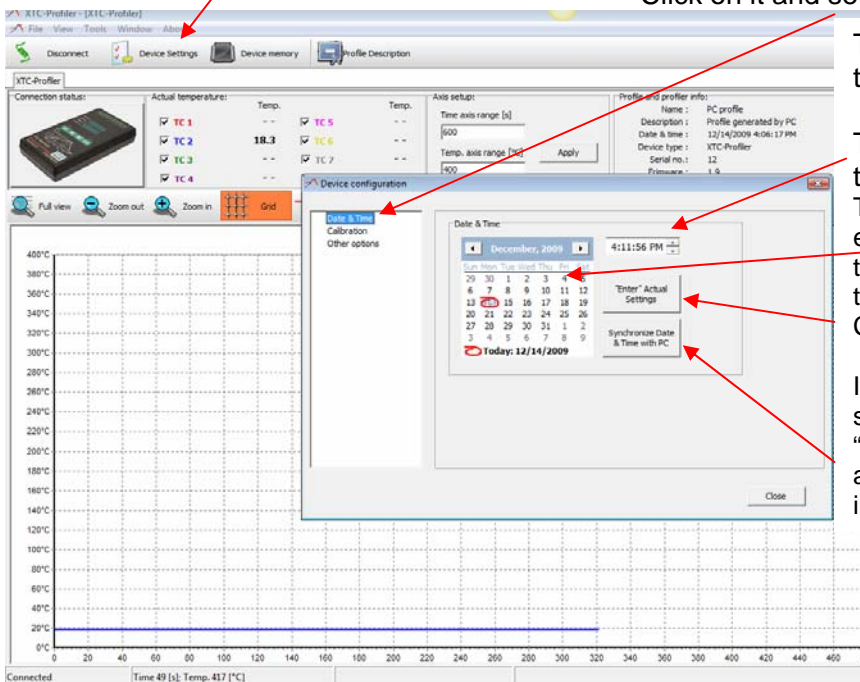 Click on it and se
XTC-Profiler - [XTC-Profiler]
File View Tools Window About
Disconnect Device Settings Device memory Profile Description
XTC-Profiler
Connection status:
Actual temperature:
Temp. Temp.
TC 1 -- TC 5 --
TC 2 18.3 TC 6 --
TC 3 -- TC 7 --
TC 4 --
Axis setup:
Time axis range [s]
600
Temp. axis range [°C] Apply
400
Profile and profiler info:
Name : PC profile
Description : Profile generated by PC
Date & time : 12/14/2009 4:06:17 PM
Device type : XTC-Profiler
Serial no.: 12
Firmware : 1.9
Full view Zoom out Zoom in Grid
Device configuration
Date & Time
Calibration
Other options
Date & Time
December, 2009
4:11:56 PM
Sun Mon Tue Wed Thu Fri Sat
29 30 1 2 3 4 5
6 7 8 9 10 11 12
13 14 15 16 17 18 19
20 21 22 23 24 25 26
27 28 29 30 31 1 2
3 4 5 6 7 8 9
Today: 12/14/2009
"Enter" Actual
Settings
Synchronize Date
& Time with PC
Close
T
t
T
t
T
e
t
t
C
I
s
“
a
i
400°C
380°C
360°C
340°C
320°C
300°C
280°C
260°C
240°C
220°C
200°C
180°C
160°C
140°C
120°C
100°C
80°C
60°C
40°C
20°C
0°C
0 20 40 60 80 100 120 140 160 180 200 220 240 260 280 300 320 340 360 380 400 420 440 460
Connected Time 49 [s]; Temp. 417 [°C]